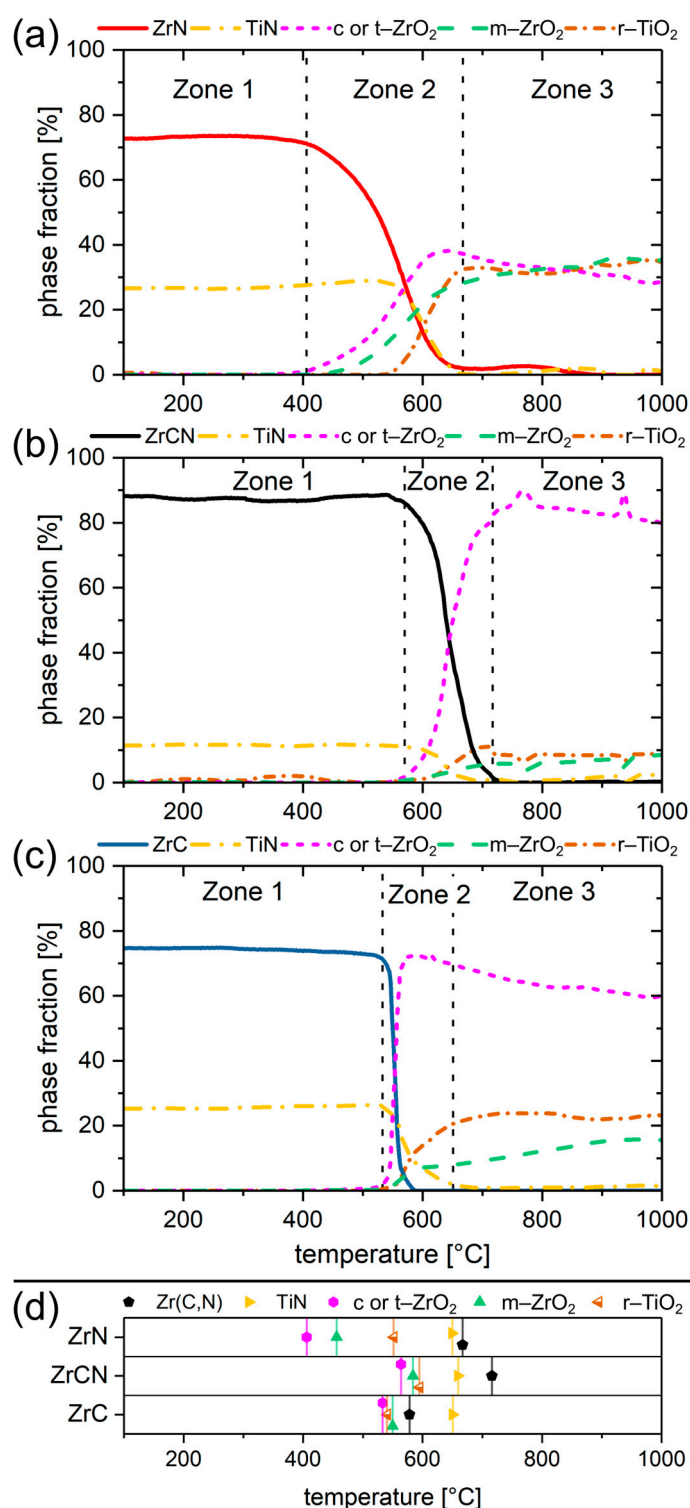 (a)
ZrN TiN c or t–ZrO₂ m–ZrO₂ r–TiO₂
Zone 1 Zone 2 Zone 3
phase fraction [%]
100
80
60
40
20
0
200 400 600 800 1000
(b)
ZrCN TiN c or t–ZrO₂ m–ZrO₂ r–TiO₂
Zone 1 Zone 2 Zone 3
phase fraction [%]
100
80
60
40
20
0
200 400 600 800 1000
(c)
ZrC TiN c or t–ZrO₂ m–ZrO₂ r–TiO₂
Zone 1 Zone 2 Zone 3
phase fraction [%]
100
80
60
40
20
0
200 400 600 800 1000
temperature [°C]
(d)
Zr(C,N) TiN c or t–ZrO₂ m–ZrO₂ r–TiO₂
ZrN
ZrCN
ZrC
200 400 600 800 1000
temperature [°C]